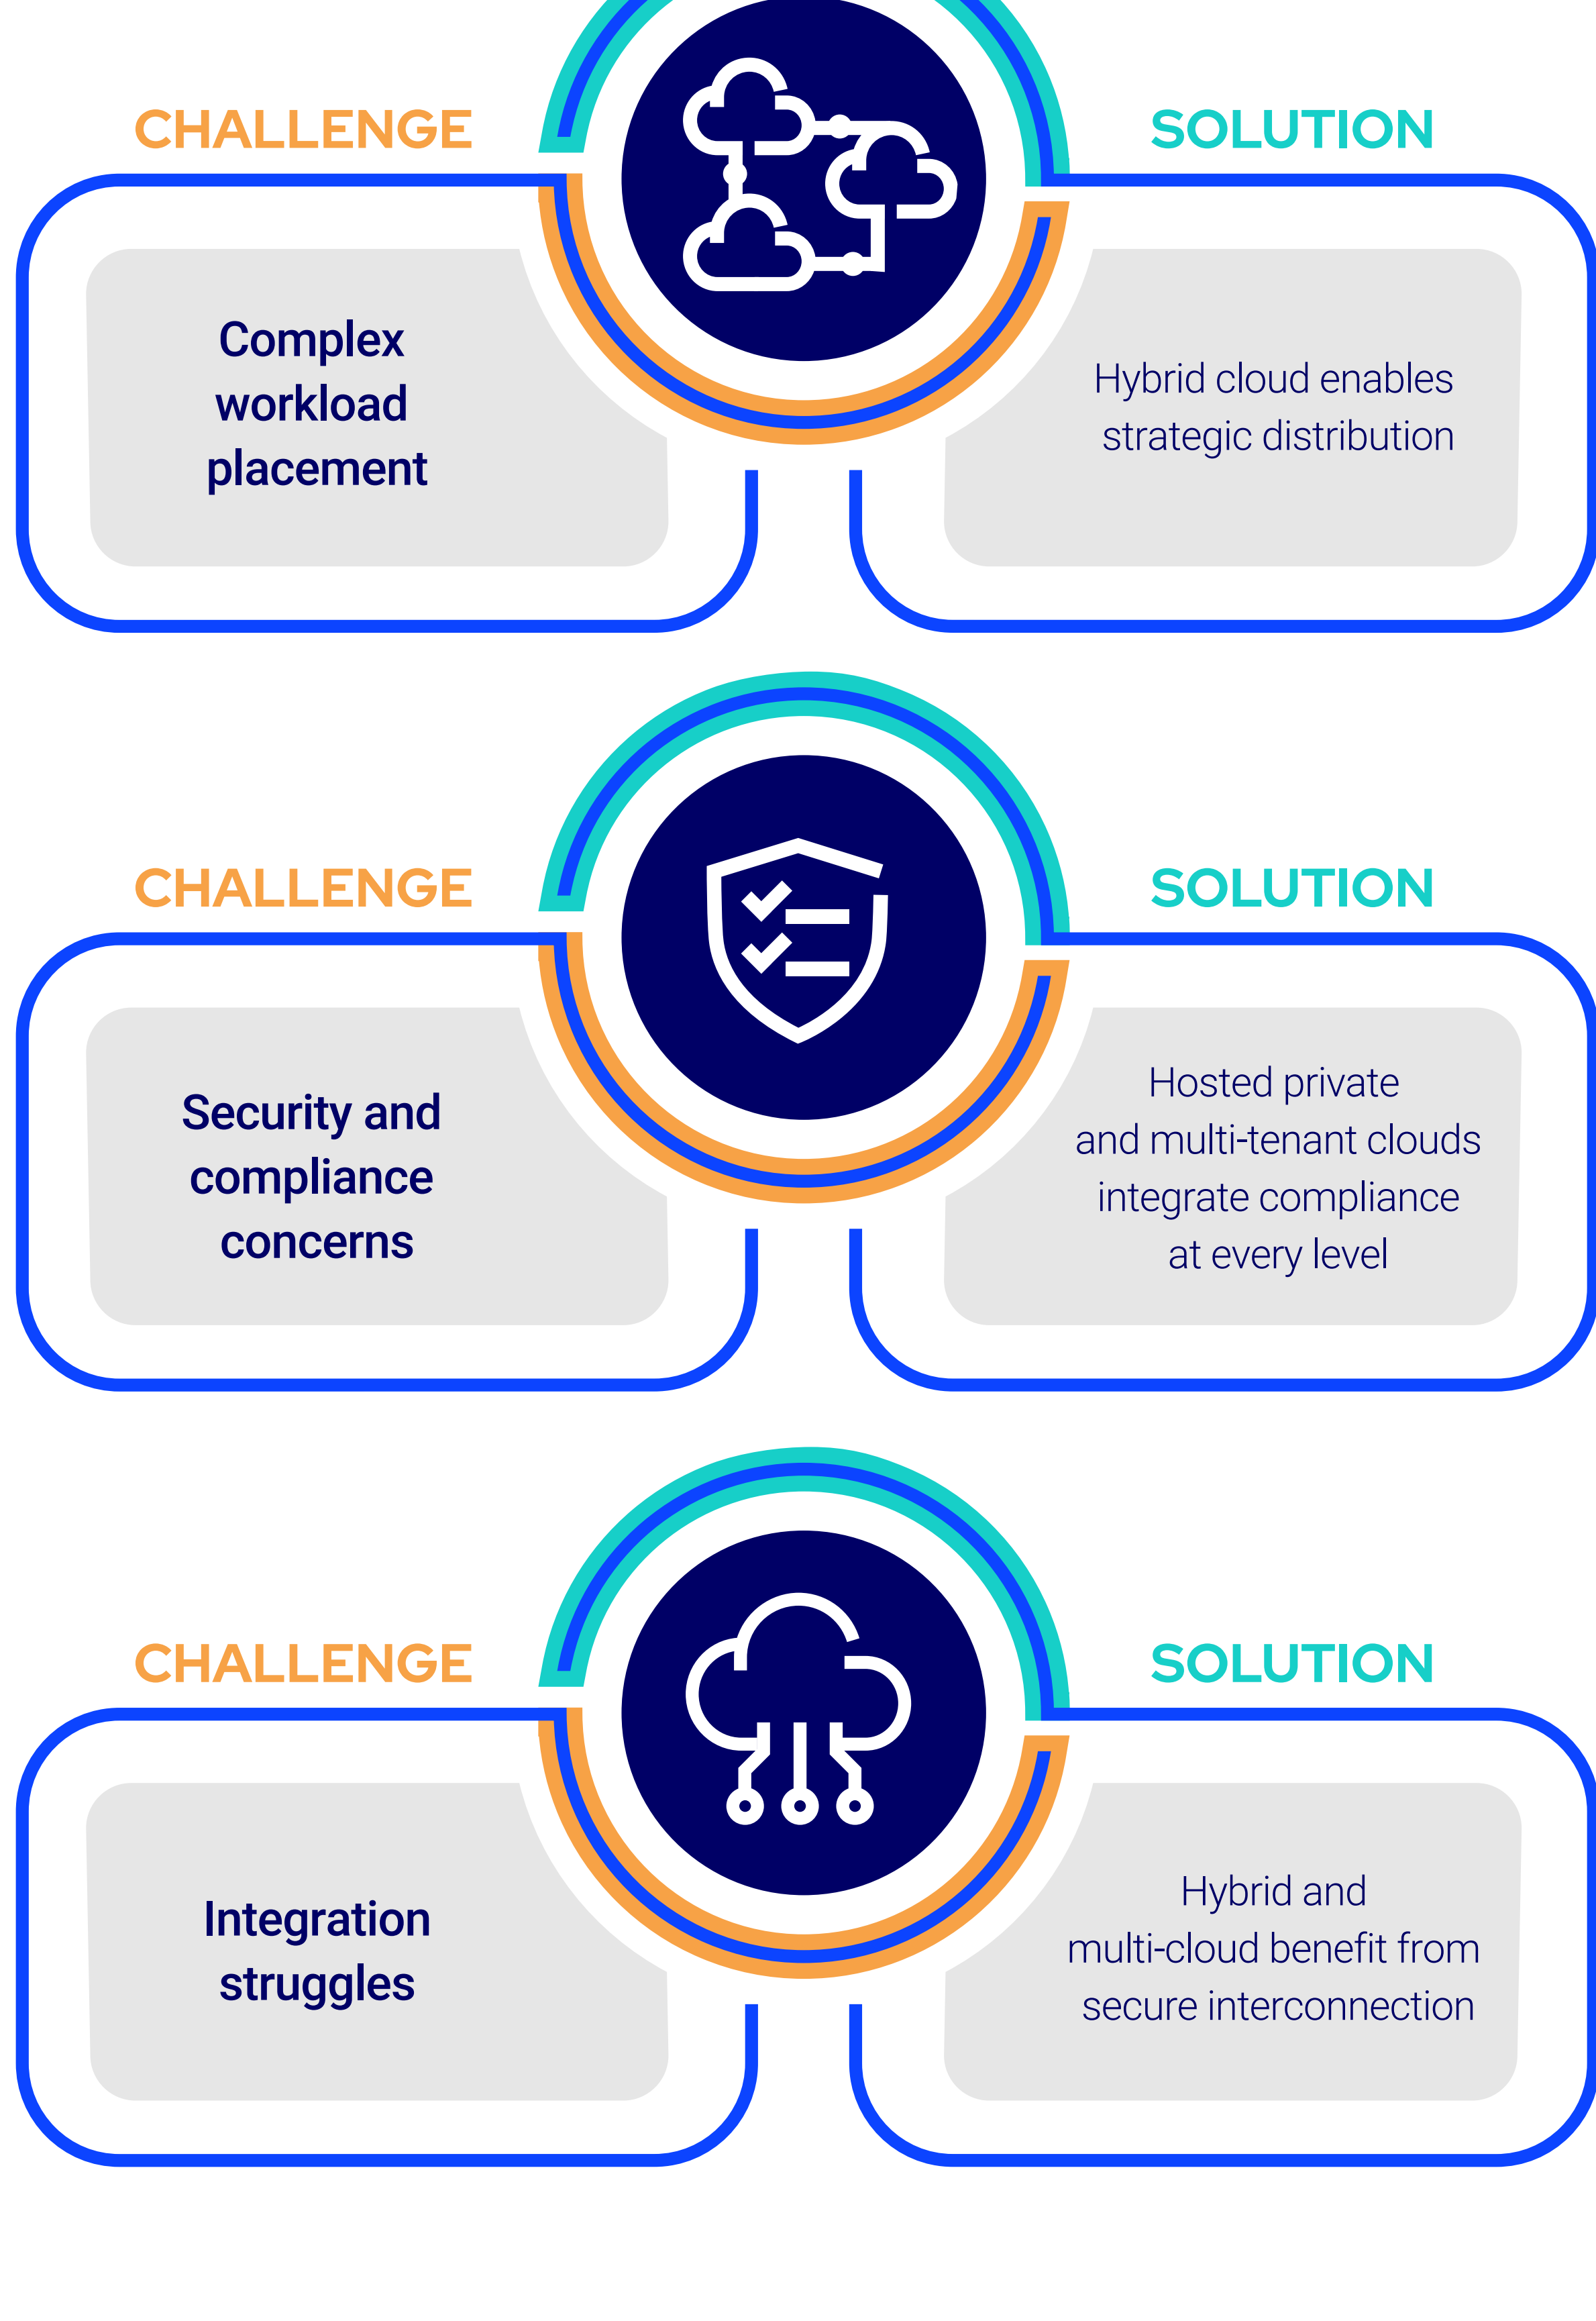 CHALLENGE
SOLUTION
Complex
workload
placement
Hybrid cloud enables
strategic distribution
CHALLENGE
SOLUTION
Security and
compliance
concerns
Hosted private
and multi-tenant clouds
integrate compliance
at every level
CHALLENGE
SOLUTION
Integration
struggles
Hybrid and
multi-cloud benefit from
secure interconnection